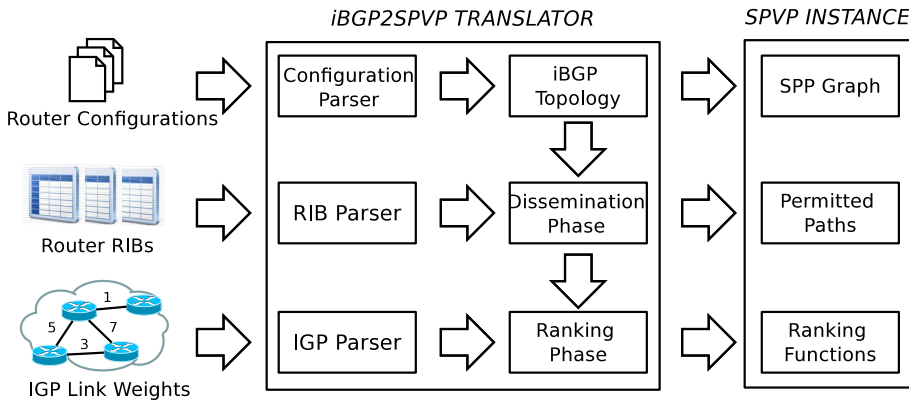 iBGP2SPVP TRANSLATOR
SPVP INSTANCE
Router Configurations
Configuration
Parser
iBGP
Topology
SPP Graph
Router RIBs
RIB Parser
Dissemination
Phase
Permitted
Paths
1
5
7
3
IGP Link Weights
IGP Parser
Ranking
Phase
Ranking
Functions